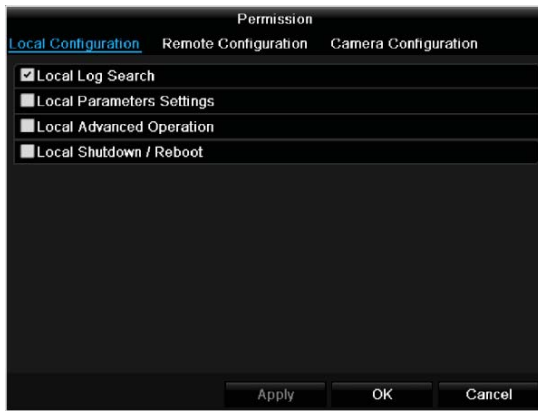 Permission
Local Configuration Remote Configuration Camera Configuration
Local Log Search
Local Parameters Settings
Local Advanced Operation
Local Shutdown / Reboot
Apply OK Cancel